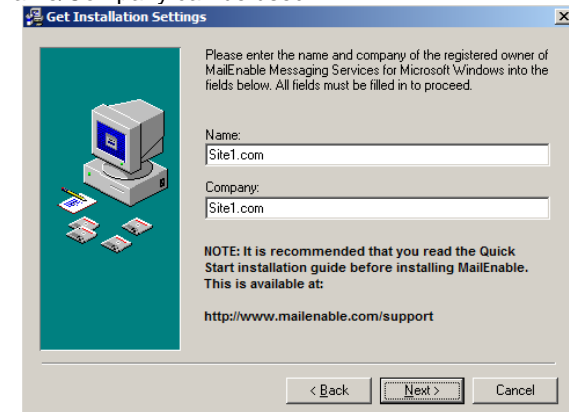 Get Installation Settings
Please enter the name and company of the registered owner of
MailEnable Messaging Services for Microsoft Windows into the
fields below. All fields must be filled in to proceed.
Name:
Site1.com
Company:
Site1.com
NOTE: It is recommended that you read the Quick
Start installation guide before installing MailEnable.
This is available at:
http://www.mailenable.com/support
< Back
Next >
Cancel